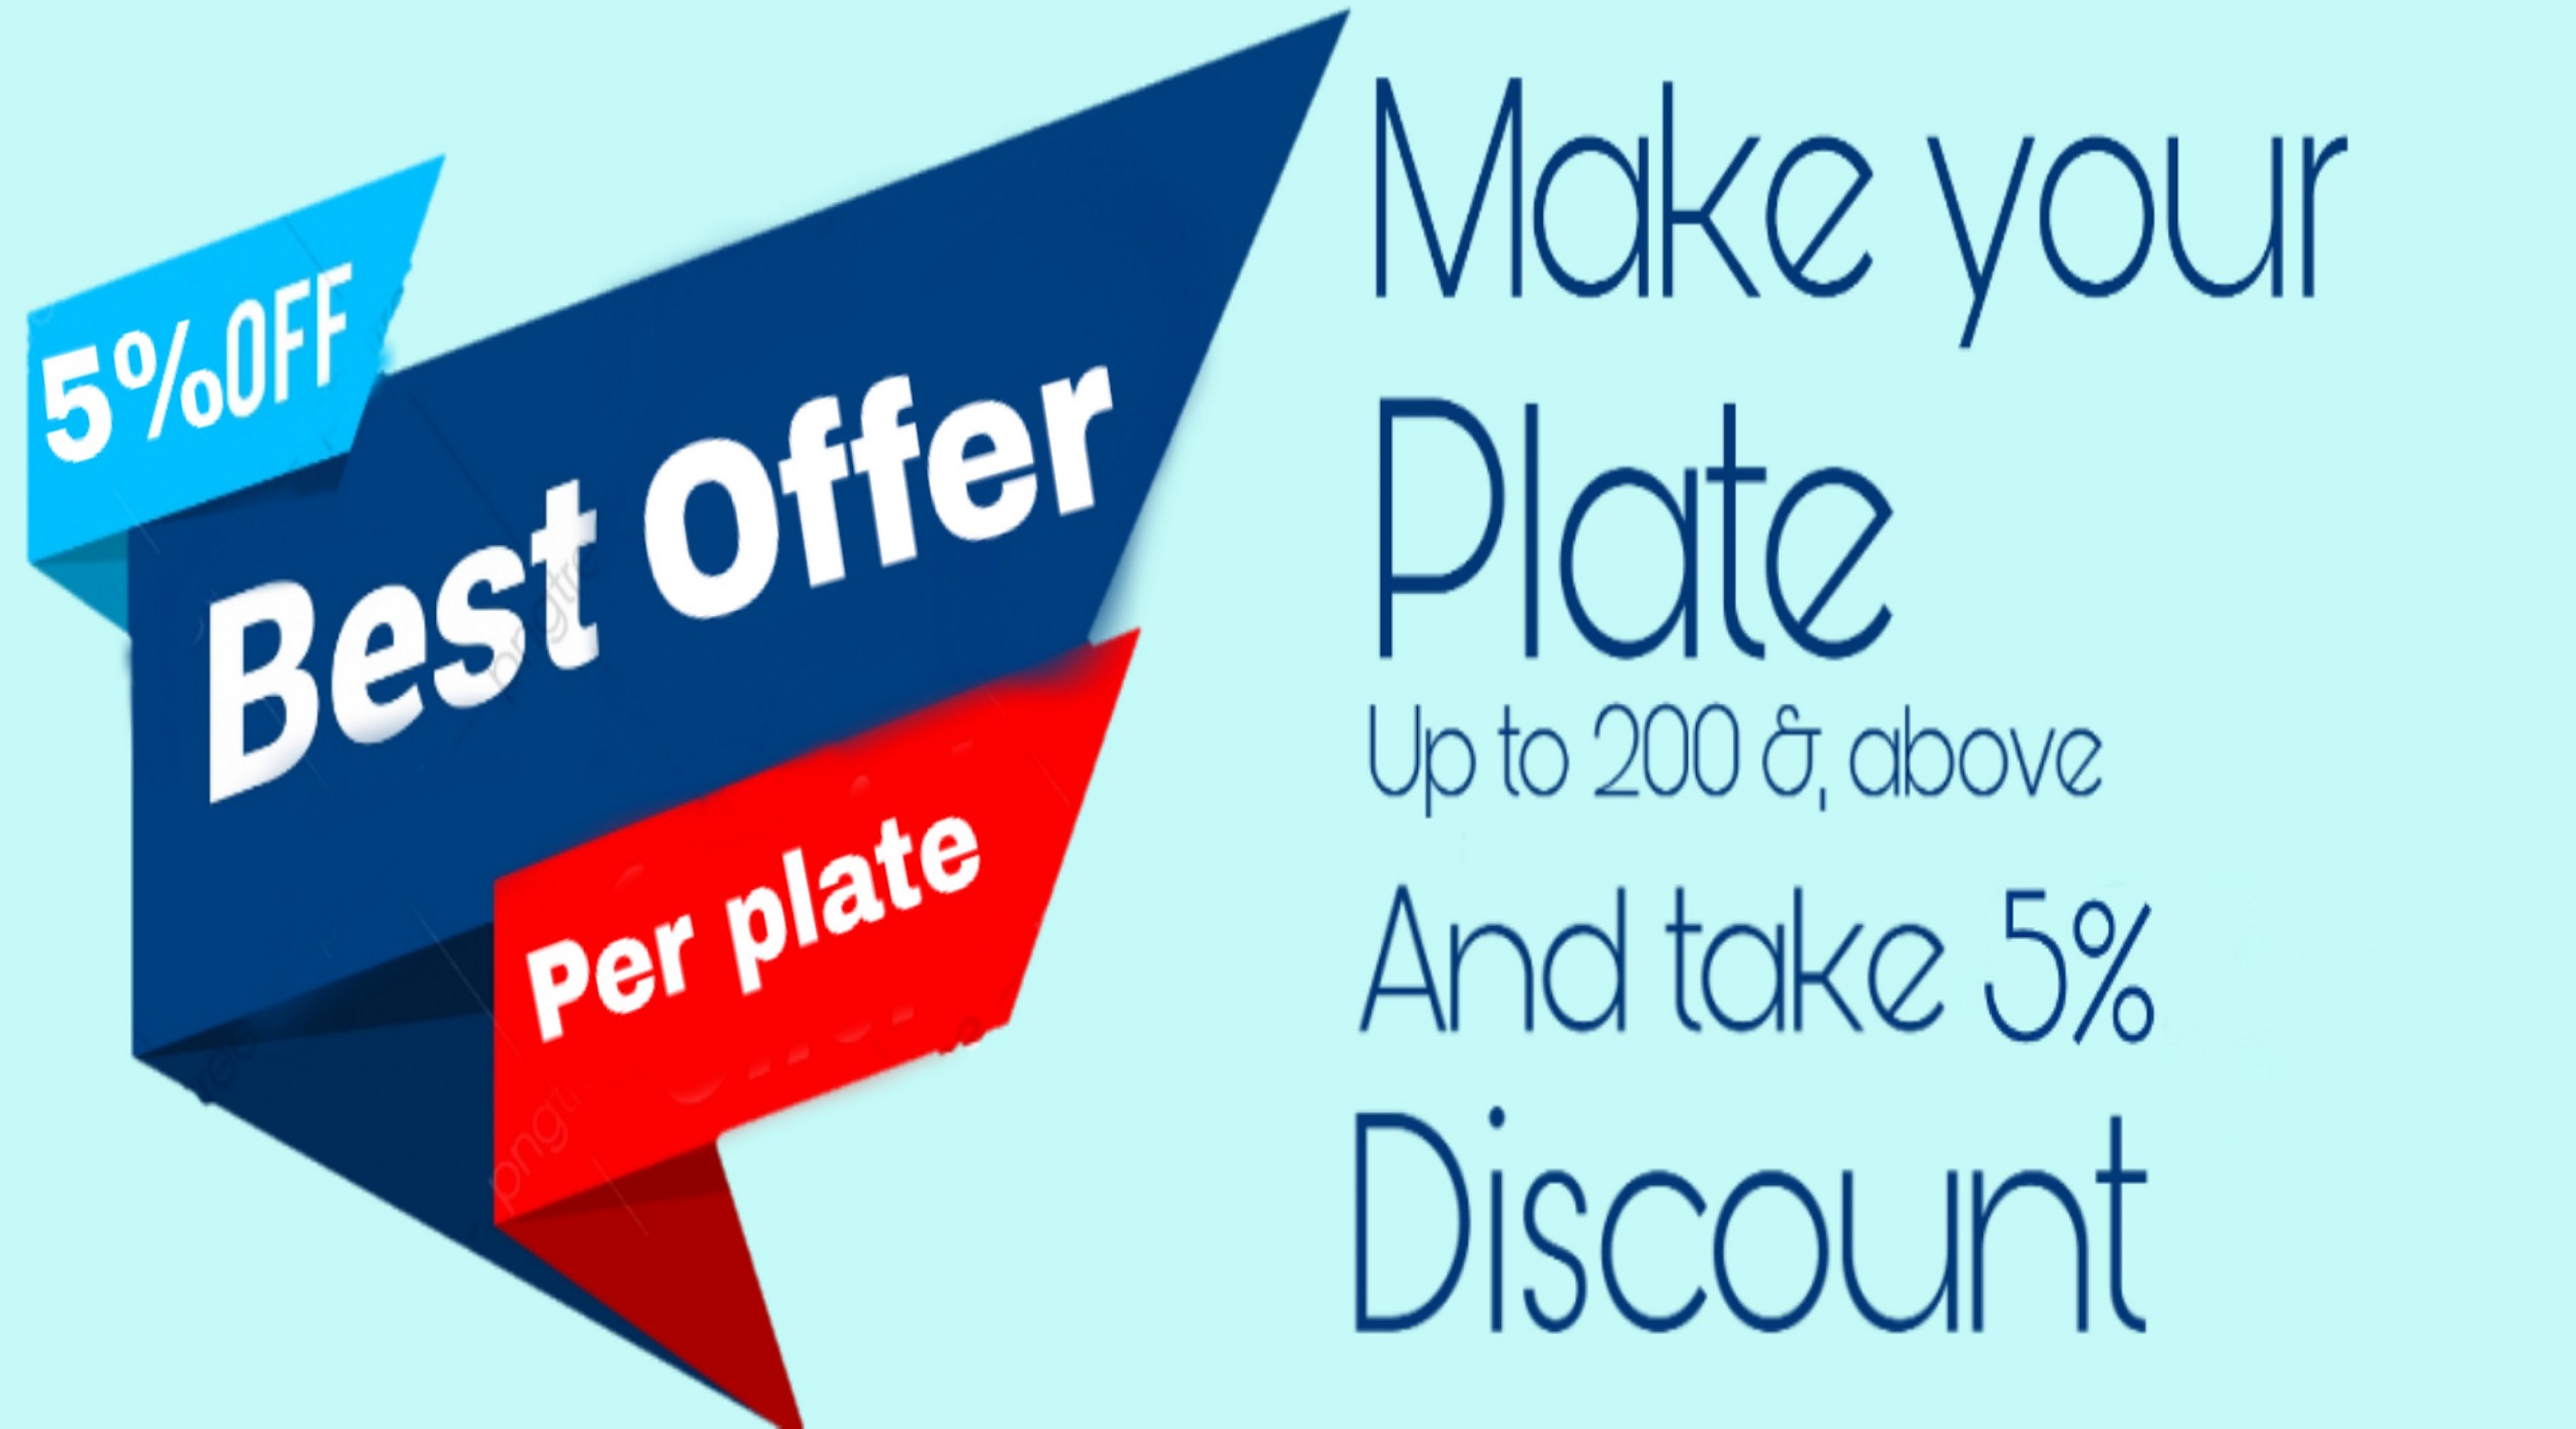 5%OFF
Best Offer
Per plate
Make your
Plate
Up to 200 &, above
And take 5%
Discount